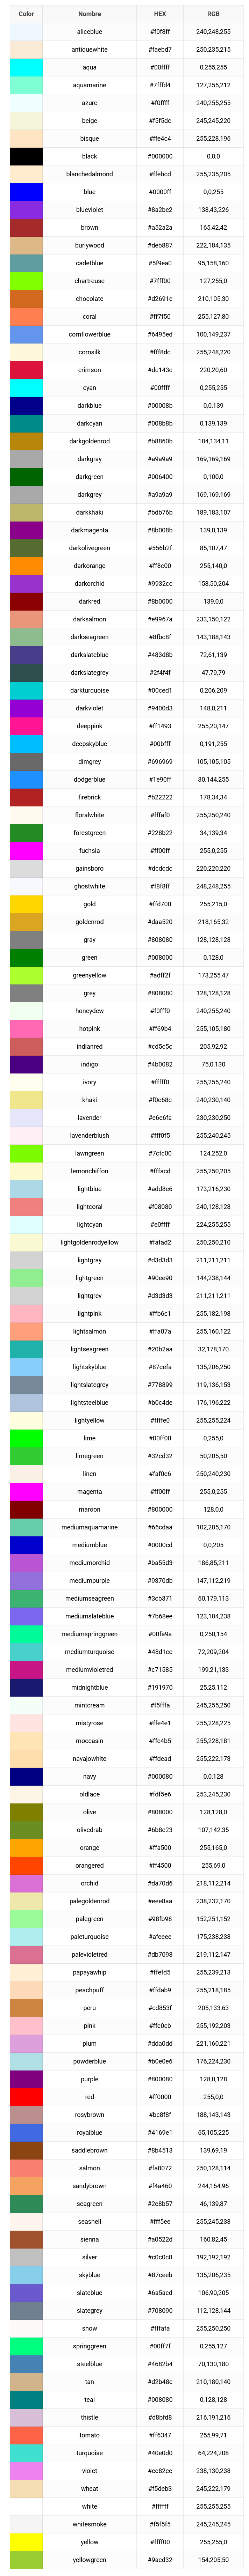 Color Nombre HEX RGB
aliceblue #f0f8ff 240,248,255
antiquewhite #faebd7 250,235,215
aqua #00ffff 0,255,255
aquamarine #7fffd4 127,255,212
azure #f0ffff 240,255,255
beige #f5f5dc 245,245,220
bisque #ffe4c4 255,228,196
black #000000 0,0,0
blanchedalmond #ffebcd 255,235,205
blue #0000ff 0,0,255
blueviolet #8a2be2 138,43,226
brown #a52a2a 165,42,42
burlywood #deb887 222,184,135
cadetblue #5f9ea0 95,158,160
chartreuse #7fff00 127,255,0
chocolate #d2691e 210,105,30
coral #ff7f50 255,127,80
cornflowerblue #6495ed 100,149,237
cornsilk #fff8dc 255,248,220
crimson #dc143c 220,20,60
cyan #00ffff 0,255,255
darkblue #00008b 0,0,139
darkcyan #008b8b 0,139,139
darkgoldenrod #b8860b 184,134,11
darkgray #a9a9a9 169,169,169
darkgreen #006400 0,100,0
darkgrey #a9a9a9 169,169,169
darkkhaki #bdb76b 189,183,107
darkmagenta #8b008b 139,0,139
darkolivegreen #556b2f 85,107,47
darkorange #ff8c00 255,140,0
darkorchid #9932cc 153,50,204
darkred #8b0000 139,0,0
darksalmon #e9967a 233,150,122
darkseagreen #8fbc8f 143,188,143
darkslateblue #483d8b 72,61,139
darkslategrey #2f4f4f 47,79,79
darkturquoise #00ced1 0,206,209
darkviolet #9400d3 148,0,211
deeppink #ff1493 255,20,147
deepskyblue #00bfff 0,191,255
dimgrey #696969 105,105,105
dodgerblue #1e90ff 30,144,255
firebrick #b22222 178,34,34
floralwhite #fffaf0 255,250,240
forestgreen #228b22 34,139,34
fuchsia #ff00ff 255,0,255
gainsboro #dcdcdc 220,220,220
ghostwhite #f8f8ff 248,248,255
gold #ffd700 255,215,0
goldenrod #daa520 218,165,32
gray #808080 128,128,128
green #008000 0,128,0
greenyellow #adff2f 173,255,47
grey #808080 128,128,128
honeydew #f0fff0 240,255,240
hotpink #ff69b4 255,105,180
indianred #cd5c5c 205,92,92
indigo #4b0082 75,0,130
ivory #fffff0 255,255,240
khaki #f0e68c 240,230,140
lavender #e6e6fa 230,230,250
lavenderblush #fff0f5 255,240,245
lawngreen #7cfc00 124,252,0
lemonchiffon #fffacd 255,250,205
lightblue #add8e6 173,216,230
lightcoral #f08080 240,128,128
lightcyan #e0ffff 224,255,255
lightgoldenrodyellow #fafad2 250,250,210
lightgray #d3d3d3 211,211,211
lightgreen #90ee90 144,238,144
lightgrey #d3d3d3 211,211,211
lightpink #ffb6c1 255,182,193
lightsalmon #ffa07a 255,160,122
lightseagreen #20b2aa 32,178,170
lightskyblue #87cefa 135,206,250
lightslategrey #778899 119,136,153
lightsteelblue #b0c4de 176,196,222
lightyellow #ffffe0 255,255,224
lime #00ff00 0,255,0
limegreen #32cd32 50,205,50
linen #faf0e6 250,240,230
magenta #ff00ff 255,0,255
maroon #800000 128,0,0
mediumaquamarine #66cdaa 102,205,170
mediumblue #0000cd 0,0,205
mediumorchid #ba55d3 186,85,211
mediumpurple #9370db 147,112,219
mediumseagreen #3cb371 60,179,113
mediumslateblue #7b68ee 123,104,238
mediumspringgreen #00fa9a 0,250,154
mediumturquoise #48d1cc 72,209,204
mediumvioletred #c71585 199,21,133
midnightblue #191970 25,25,112
mintcream #f5fffa 245,255,250
mistyrose #ffe4e1 255,228,225
moccasin #ffe4b5 255,228,181
navajowhite #ffdead 255,222,173
navy #000080 0,0,128
oldlace #fdf5e6 253,245,230
olive #808000 128,128,0
olivedrab #6b8e23 107,142,35
orange #ffa500 255,165,0
orangered #ff4500 255,69,0
orchid #da70d6 218,112,214
palegoldenrod #eee8aa 238,232,170
palegreen #98fb98 152,251,152
paleturquoise #afeeee 175,238,238
palevioletred #db7093 219,112,147
papayawhip #ffefd5 255,239,213
peachpuff #ffdab9 255,218,185
peru #cd853f 205,133,63
pink #ffc0cb 255,192,203
plum #dda0dd 221,160,221
powderblue #b0e0e6 176,224,230
purple #800080 128,0,128
red #ff0000 255,0,0
rosybrown #bc8f8f 188,143,143
royalblue #4169e1 65,105,225
saddlebrown #8b4513 139,69,19
salmon #fa8072 250,128,114
sandybrown #f4a460 244,164,96
seagreen #2e8b57 46,139,87
seashell #fff5ee 255,245,238
sienna #a0522d 160,82,45
silver #c0c0c0 192,192,192
skyblue #87ceeb 135,206,235
slateblue #6a5acd 106,90,205
slategrey #708090 112,128,144
snow #fffafa 255,250,250
springgreen #00ff7f 0,255,127
steelblue #4682b4 70,130,180
tan #d2b48c 210,180,140
teal #008080 0,128,128
thistle #d8bfd8 216,191,216
tomato #ff6347 255,99,71
turquoise #40e0d0 64,224,208
violet #ee82ee 238,130,238
wheat #f5deb3 245,222,179
white #ffffff 255,255,255
whitesmoke #f5f5f5 245,245,245
yellow #ffff00 255,255,0
yellowgreen #9acd32 154,205,50